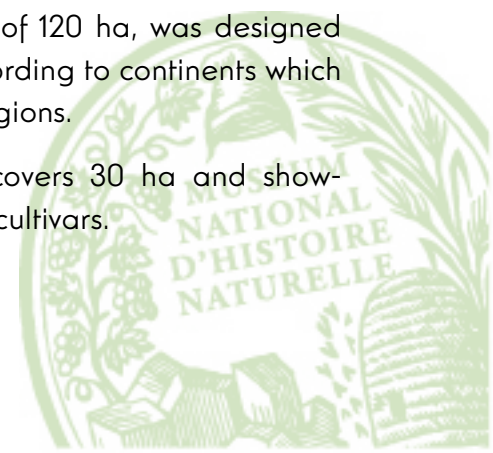 of 120 ha, was designed
ording to continents which
gions.
covers 30 ha and show-
cultivars.
MUSEUM
NATIONAL
D'HISTOIRE
NATURELLE